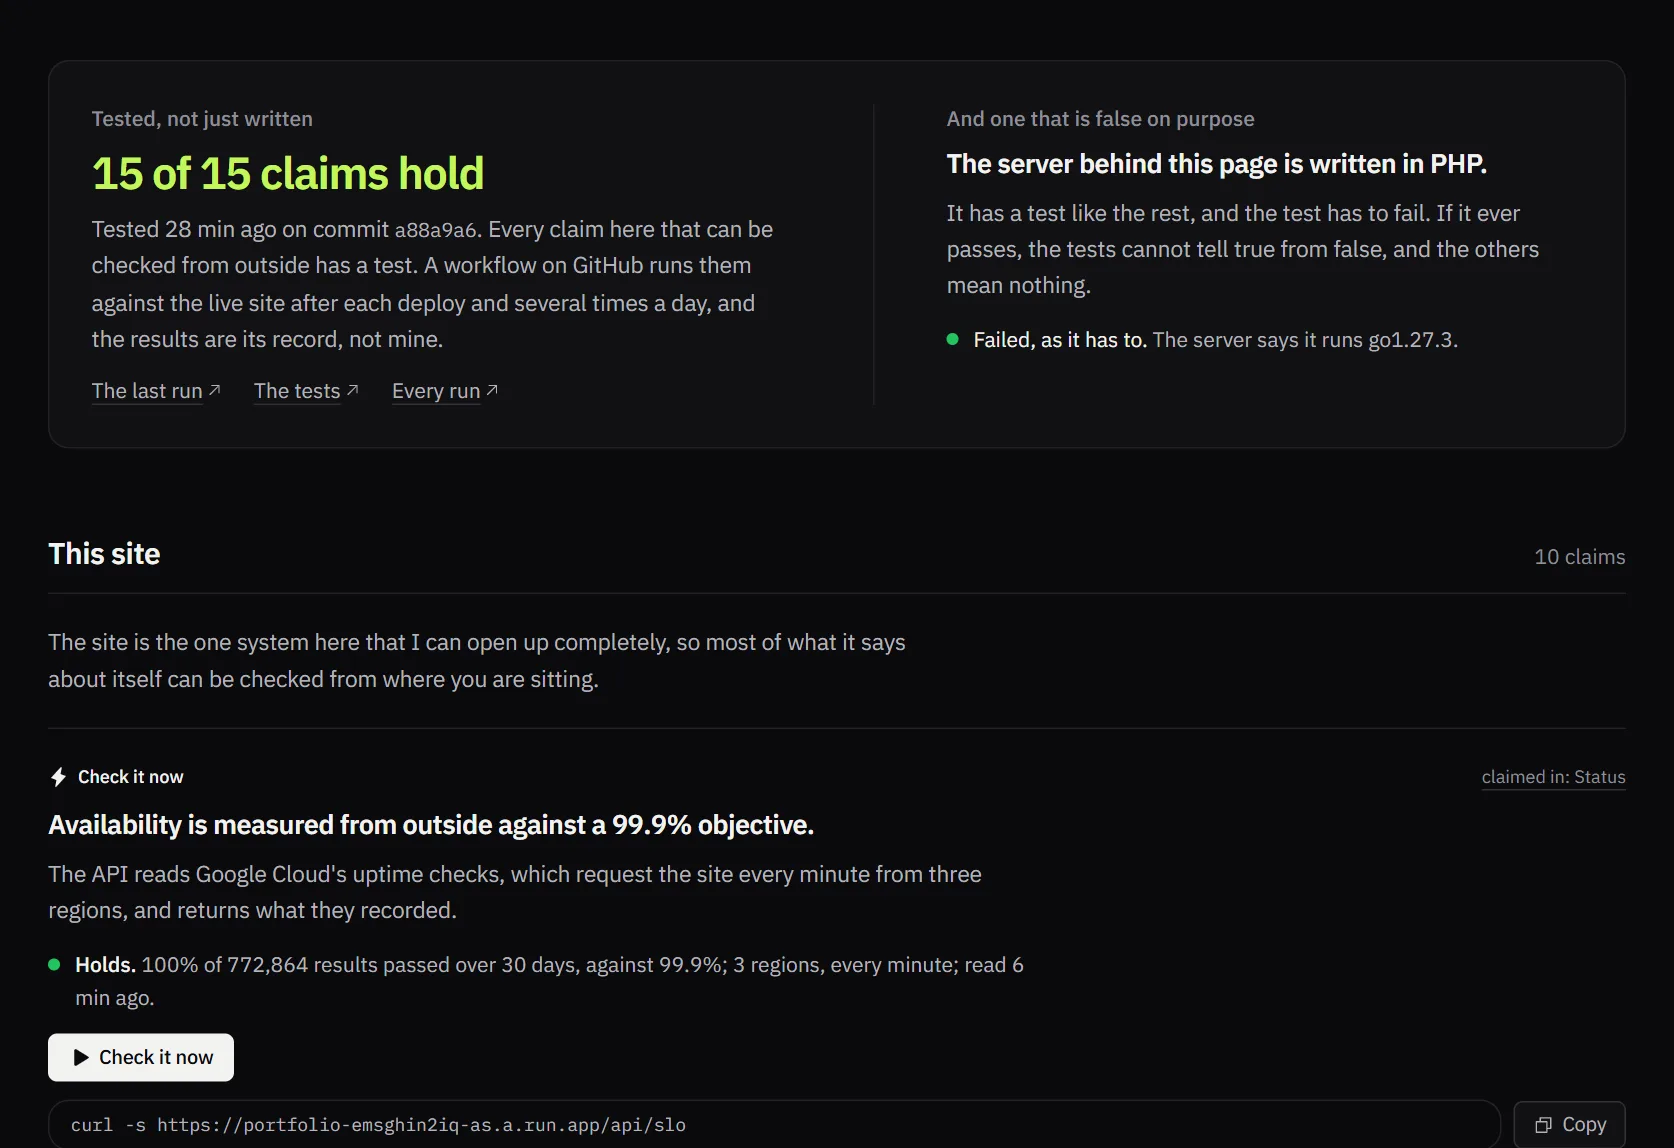 Tested, not just written
15 of 15 claims hold
Tested 28 min ago on commit a88a9a6. Every claim here that can be
checked from outside has a test. A workflow on GitHub runs them
against the live site after each deploy and several times a day, and
the results are its record, not mine.
The last run ↗ The tests ↗ Every run ↗
And one that is false on purpose
The server behind this page is written in PHP.
It has a test like the rest, and the test has to fail. If it ever
passes, the tests cannot tell true from false, and the others
mean nothing.
Failed, as it has to. The server says it runs go1.27.3.
This site
10 claims
The site is the one system here that I can open up completely, so most of what it says
about itself can be checked from where you are sitting.
Check it now
claimed in: Status
Availability is measured from outside against a 99.9% objective.
The API reads Google Cloud's uptime checks, which request the site every minute from three
regions, and returns what they recorded.
Holds. 100% of 772,864 results passed over 30 days, against 99.9%; 3 regions, every minute; read 6
min ago.
Check it now
curl -s https://portfolio-emsghin2iq-as.a.run.app/api/slo
Copy